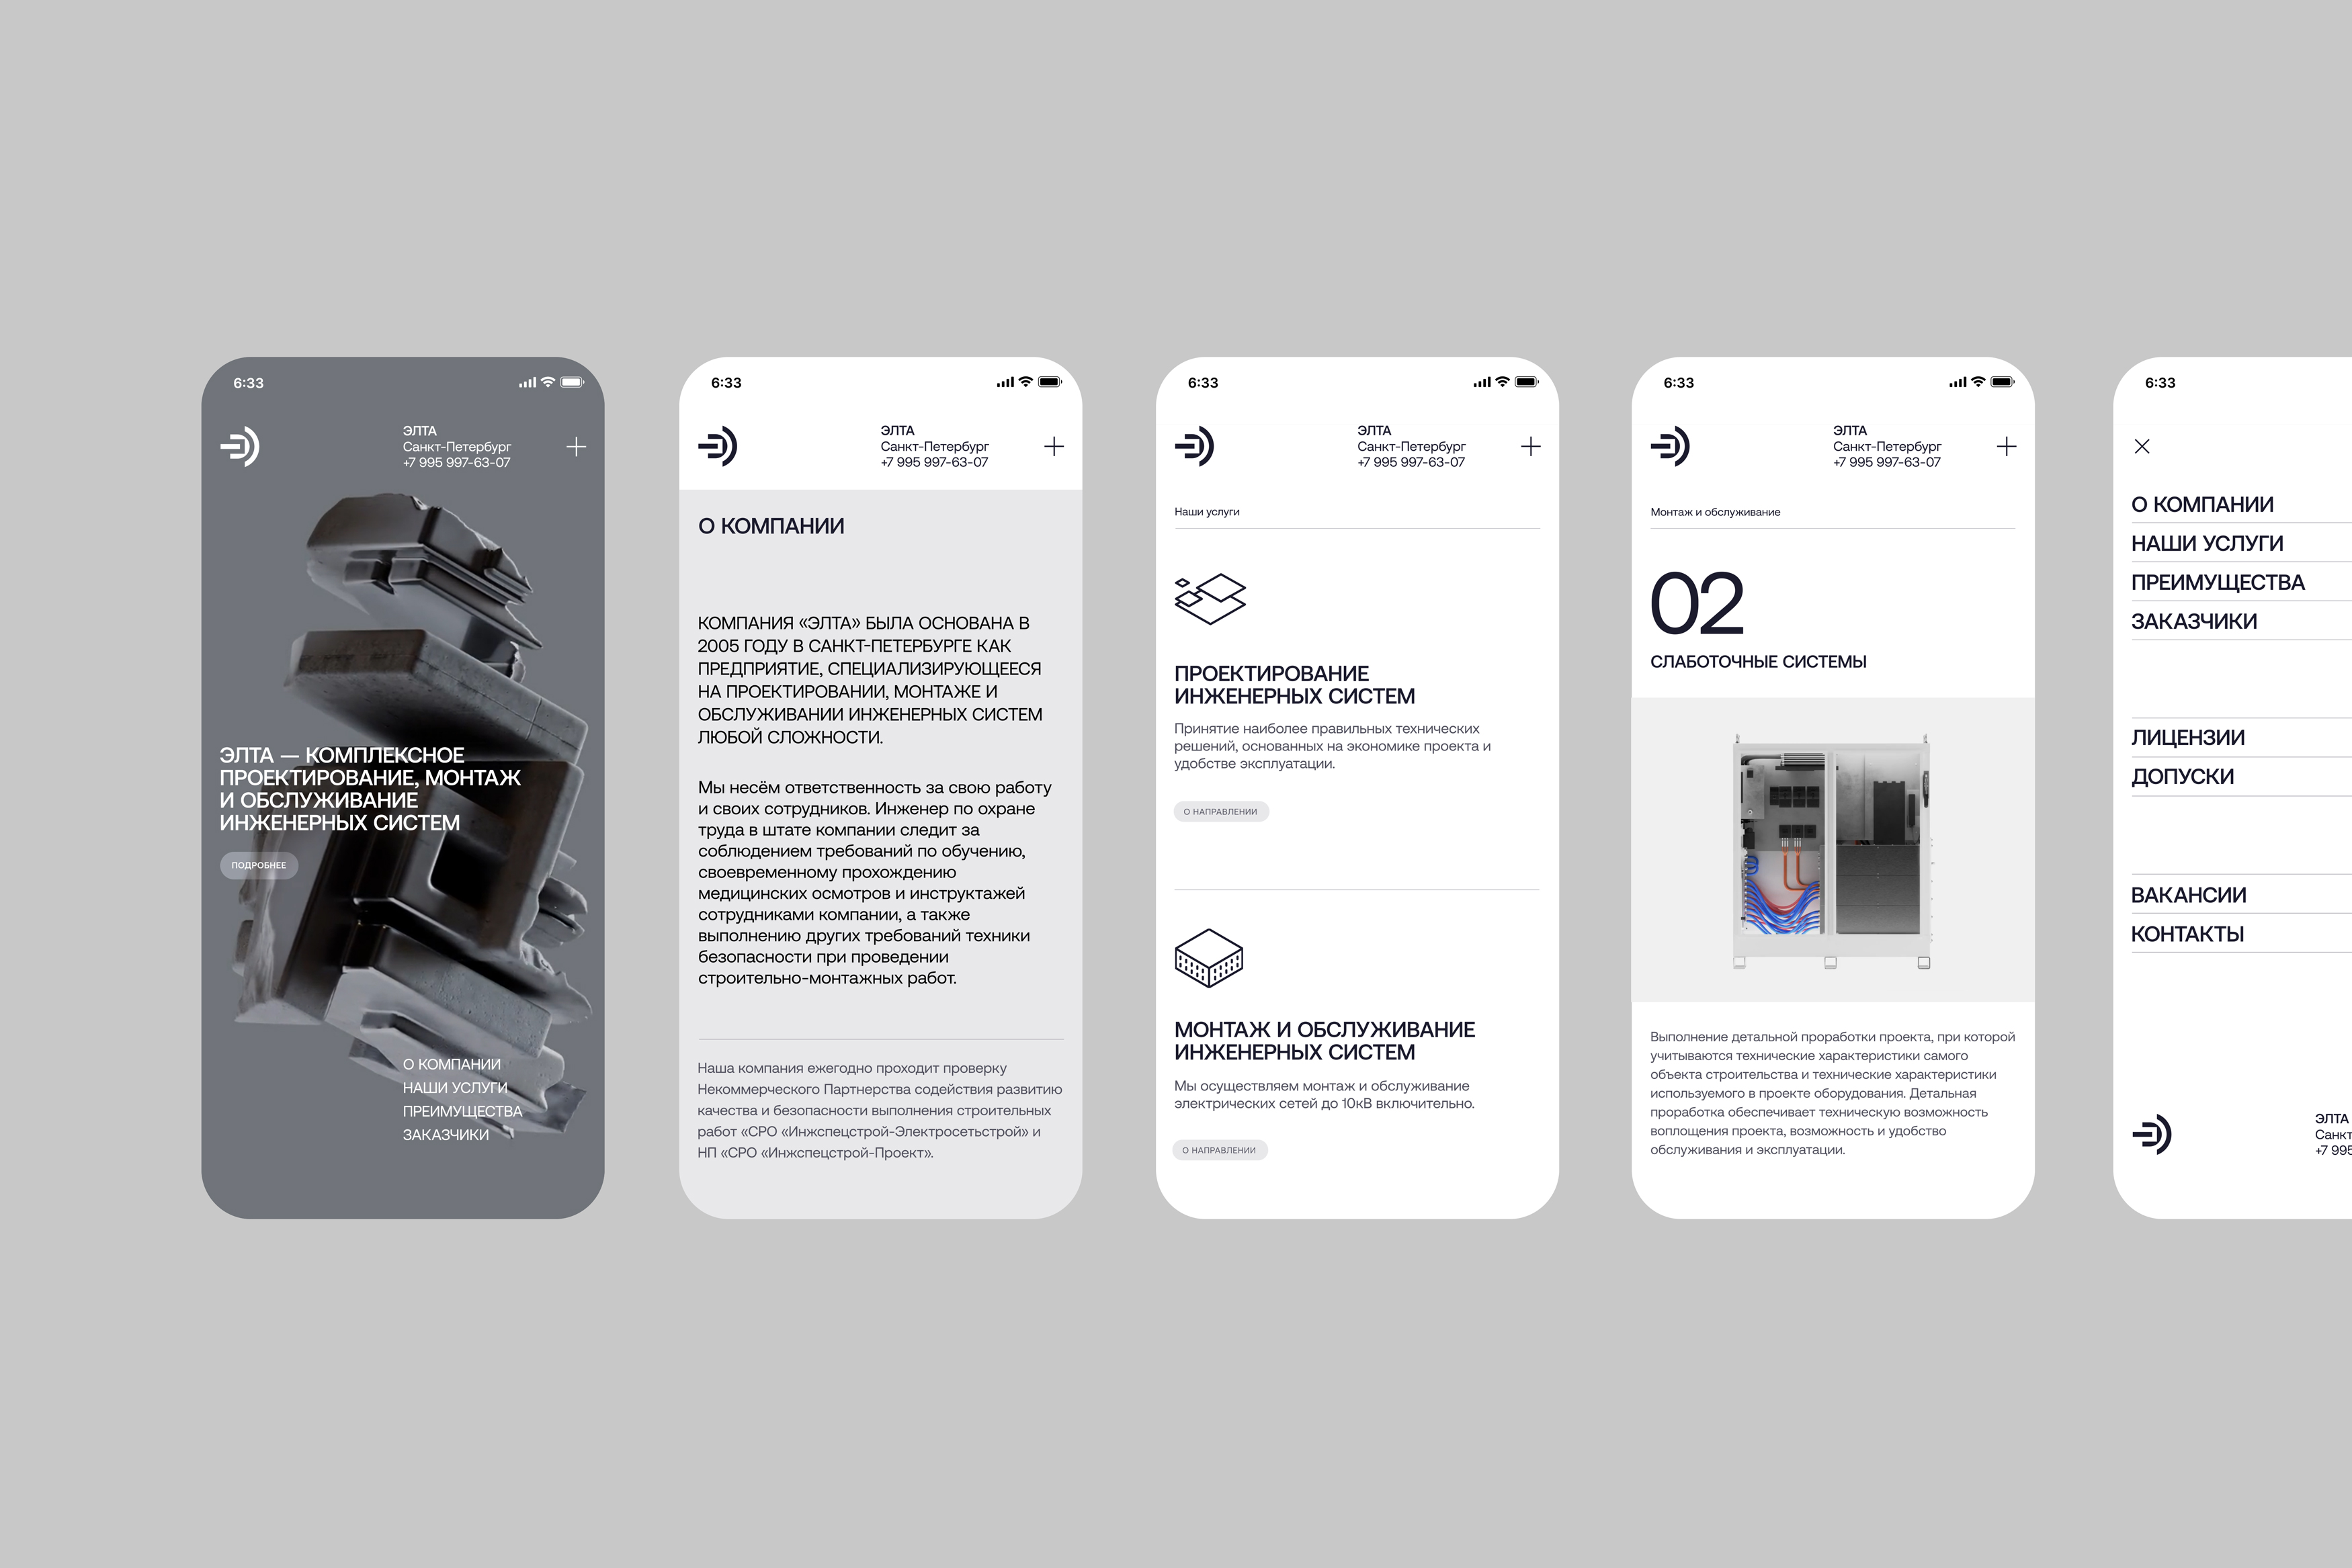 6:33
ЭЛТА
Санкт-Петербург
+7 995 997-63-07
ЭЛТА — КОМПЛЕКСНОЕ
ПРОЕКТИРОВАНИЕ, МОНТАЖ
И ОБСЛУЖИВАНИЕ
ИНЖЕНЕРНЫХ СИСТЕМ
ПОДРОБНЕЕ
О КОМПАНИИ
НАШИ УСЛУГИ
ПРЕИМУЩЕСТВА
ЗАКАЗЧИКИ
6:33
ЭЛТА
Санкт-Петербург
+7 995 997-63-07
О КОМПАНИИ
КОМПАНИЯ «ЭЛТА» БЫЛА ОСНОВАНА В
2005 ГОДУ В САНКТ-ПЕТЕРБУРГЕ КАК
ПРЕДПРИЯТИЕ, СПЕЦИАЛИЗИРУЮЩЕЕСЯ
НА ПРОЕКТИРОВАНИИ, МОНТАЖЕ И
ОБСЛУЖИВАНИИ ИНЖЕНЕРНЫХ СИСТЕМ
ЛЮБОЙ СЛОЖНОСТИ.
Мы несём ответственность за свою работу
и своих сотрудников. Инженер по охране
труда в штате компании следит за
соблюдением требований по обучению,
своевременному прохождению
медицинских осмотров и инструктажей
сотрудниками компании, а также
выполнению других требований техники
безопасности при проведении
строительно-монтажных работ.
Наша компания ежегодно проходит проверку
Некоммерческого Партнерства содействия развитию
качества и безопасности выполнения строительных
работ «СРО «Инжспецстрой-Электросетьстрой» и
НП «СРО «Инжспецстрой-Проект».
6:33
ЭЛТА
Санкт-Петербург
+7 995 997-63-07
Наши услуги
ПРОЕКТИРОВАНИЕ
ИНЖЕНЕРНЫХ СИСТЕМ
Принятие наиболее правильных технических
решений, основанных на экономике проекта и
удобстве эксплуатации.
О НАПРАВЛЕНИИ
МОНТАЖ И ОБСЛУЖИВАНИЕ
ИНЖЕНЕРНЫХ СИСТЕМ
Мы осуществляем монтаж и обслуживание
электрических сетей до 10кВ включительно.
О НАПРАВЛЕНИИ
6:33
ЭЛТА
Санкт-Петербург
+7 995 997-63-07
Монтаж и обслуживание
02
СЛАБОТОЧНЫЕ СИСТЕМЫ
Выполнение детальной проработки проекта, при которой
учитываются технические характеристики самого
объекта строительства и технические характеристики
используемого в проекте оборудования. Детальная
проработка обеспечивает техническую возможность
воплощения проекта, возможность и удобство
обслуживания и эксплуатации.
6:33
О КОМПАНИИ
НАШИ УСЛУГИ
ПРЕИМУЩЕСТВА
ЗАКАЗЧИКИ
ЛИЦЕНЗИИ
ДОПУСКИ
ВАКАНСИИ
КОНТАКТЫ
ЭЛТА
Санкт
+7 995